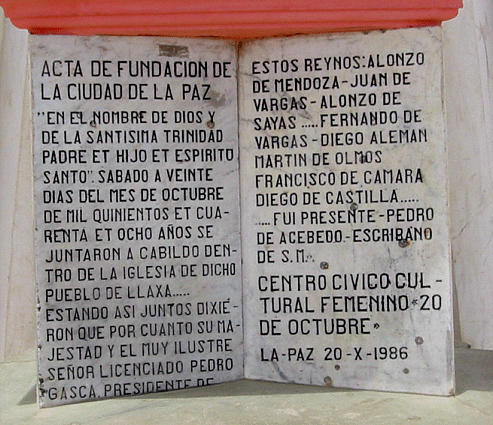 ACTA DE FUNDACION DE
LA CIUDAD DE LA PAZ
"EN EL NOMBRE DE DIOS Y
DE LA SANTISIMA TRINIDAD
PADRE ET HIJO ET ESPIRITO
SANTO". SABADO A VEINTE
DIAS DEL MES DE OCTUBRE
DE MIL QUINIENTOS ET CUA-
RENTA ET OCHO AÑOS SE
JUNTARON A CABILDO DEN-
TRO DE LA IGLESIA DE DICHO
PUEBLO DE LLAXA.....
ESTANDO ASI JUNTOS DIXIE-
RON QUE POR CUANTO SU MA-
JESTAD Y EL MUY ILUSTRE
SEÑOR LICENCIADO PEDRO
GASCA, PRESIDENTE DE
ESTOS REYNOS: ALONZO
DE MENDOZA - JUAN DE
VARGAS - ALONZO DE
SAYAS ..... FERNANDO DE
VARGAS - DIEGO ALEMAN
MARTIN DE OLMOS
FRANCISCO DE CAMARA
DIEGO DE CASTILLA.....
..... FUI PRESENTE - PEDRO
DE ACEBEDO.- ESCRIBANO
DE S. M.
CENTRO CIVICO CUL-
TURAL FEMENINO "20
DE OCTUBRE"
LA-PAZ 20-X-1986